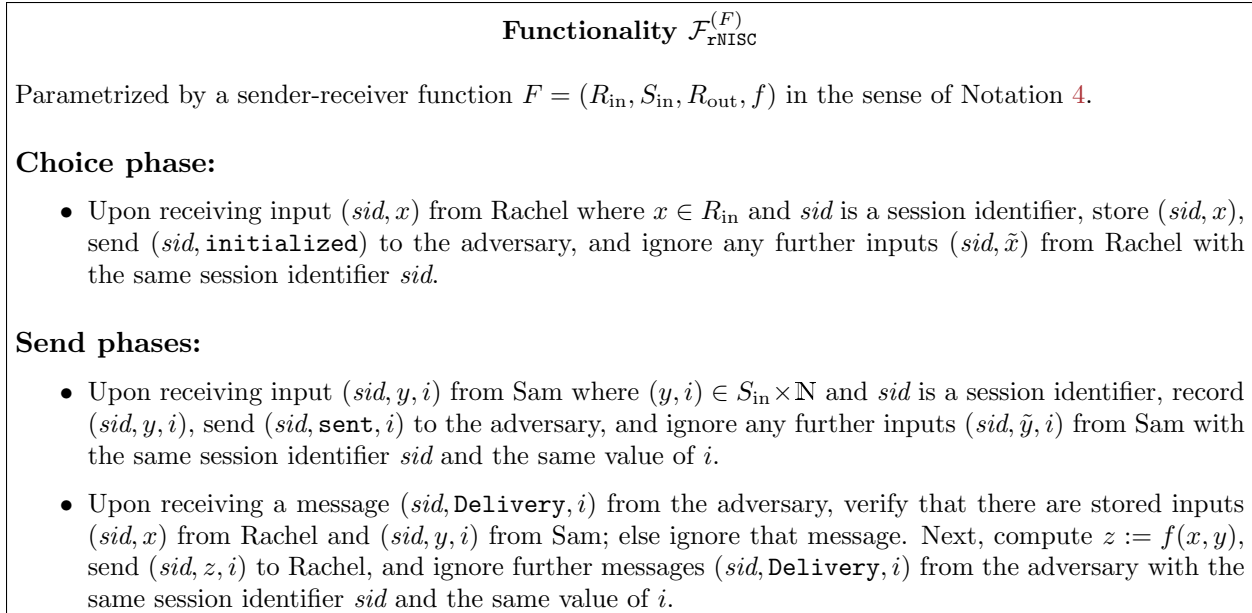 Functionality $\mathcal{F}_{\mathtt{rNISC}}^{(F)}$
Parametrized by a sender-receiver function $F = (R_{\text{in}}, S_{\text{in}}, R_{\text{out}}, f)$ in the sense of Notation 4.
Choice phase:
• Upon receiving input $(sid, x)$ from Rachel where $x \in R_{\text{in}}$ and $sid$ is a session identifier, store $(sid, x)$,
send $(sid, \mathtt{initialized})$ to the adversary, and ignore any further inputs $(sid, \tilde{x})$ from Rachel with
the same session identifier $sid$.
Send phases:
• Upon receiving input $(sid, y, i)$ from Sam where $(y, i) \in S_{\text{in}} \times \mathbb{N}$ and $sid$ is a session identifier, record
$(sid, y, i)$, send $(sid, \mathtt{sent}, i)$ to the adversary, and ignore any further inputs $(sid, \tilde{y}, i)$ from Sam with
the same session identifier $sid$ and the same value of $i$.
• Upon receiving a message $(sid, \mathtt{Delivery}, i)$ from the adversary, verify that there are stored inputs
$(sid, x)$ from Rachel and $(sid, y, i)$ from Sam; else ignore that message. Next, compute $z := f(x, y)$,
send $(sid, z, i)$ to Rachel, and ignore further messages $(sid, \mathtt{Delivery}, i)$ from the adversary with the
same session identifier $sid$ and the same value of $i$.